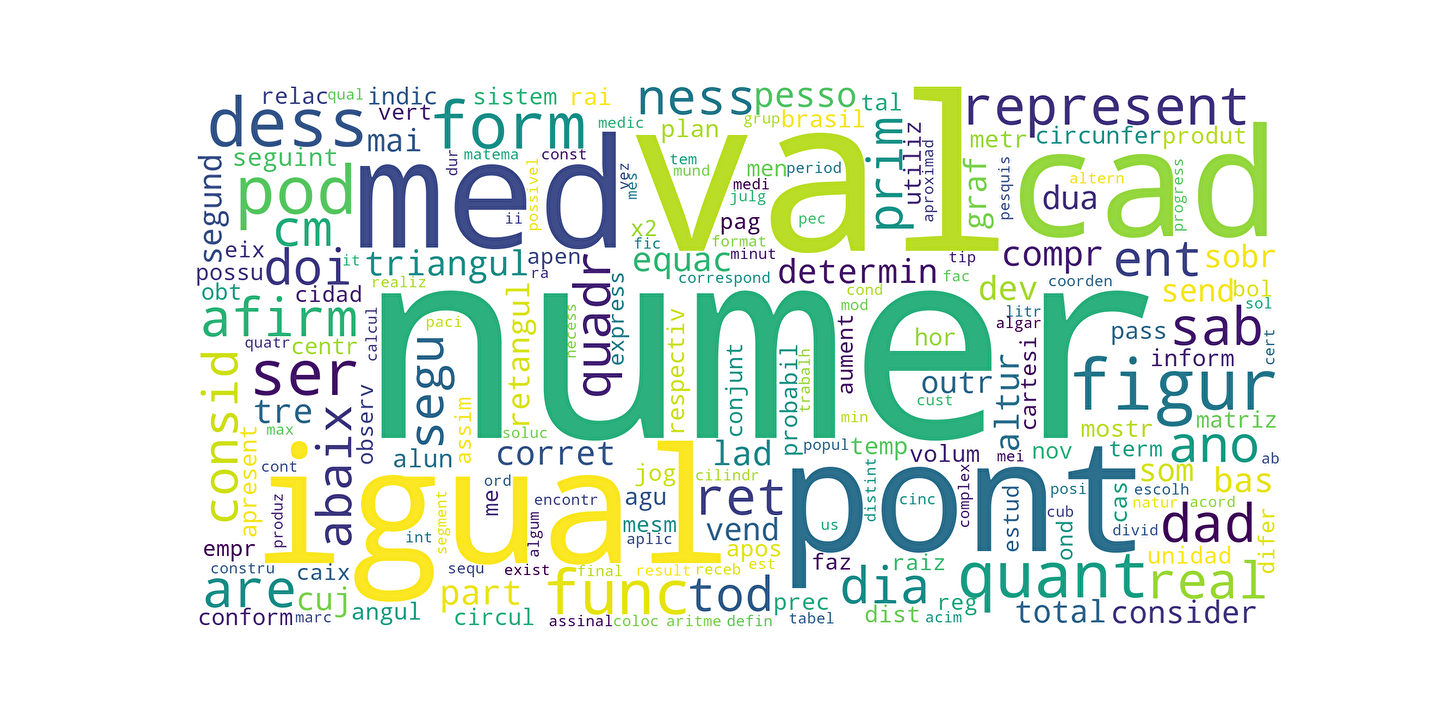 relac qual indic sistem rai ness pesso tal represent
dess vert form medic plan grup brasil prim utiliz metr circunfer produt
mai val cad
seguint med dur matema const possivel vez mes tem mund men period medi julg aproximad graf pesquis dua altern progress
segund pod ii x2 pag pec
cm fic format minut
eix doi it triangul apen ra equac correspond determin tip fac compr ent sobr
possu realiz quadr express coorden
obt cidad numer cond mod dev litr algar send bol sol
afirm quatr centr calcul paci retangul necess respectiv conjunt probabil trabalh aument hor pass sab cert
consid ser segu outr cust altur cartesi inform figur
tre abaix observ assim soluc min mostr matriz
max alun corret lad popul temp volum mei nov term ano ab
apresent cont igual ord me segment encontr jog cilindr agu ret pont distint cinc complex posi som escolh bas
produz int algum mesm aplic vend us estud cub ond cas divid natur acord dad difer
empr sequ exist final result receb apos est faz raiz unidad
constru caix are cuj part func tod dia quant real
conform marc angul circul assinal coloc aritme defin prec tabel dist reg acim total consider